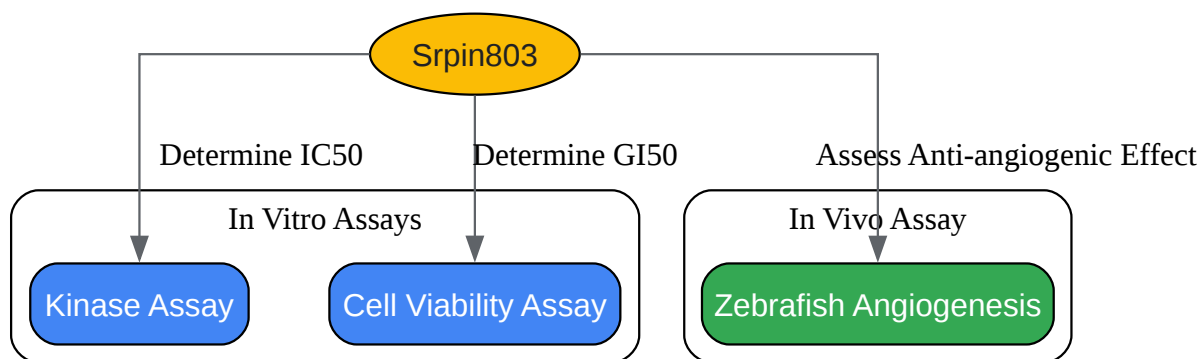 Srpin803
Determine IC50
Determine GI50
Assess Anti-angiogenic Effect
In Vitro Assays
In Vivo Assay
Kinase Assay
Cell Viability Assay
Zebrafish Angiogenesis